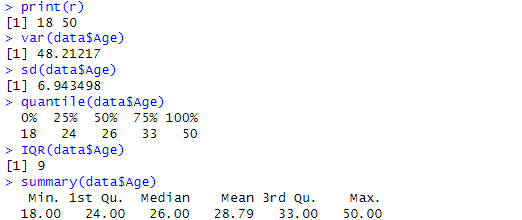 > print(r)
[1] 18 50
> var(data$Age)
[1] 48.21217
> sd(data$Age)
[1] 6.943498
> quantile(data$Age)
  0%  25%  50%  75% 100%
  18   24   26   33   50
> IQR(data$Age)
[1] 9
> summary(data$Age)
   Min. 1st Qu.  Median    Mean 3rd Qu.    Max.
  18.00   24.00   26.00   28.79   33.00   50.00